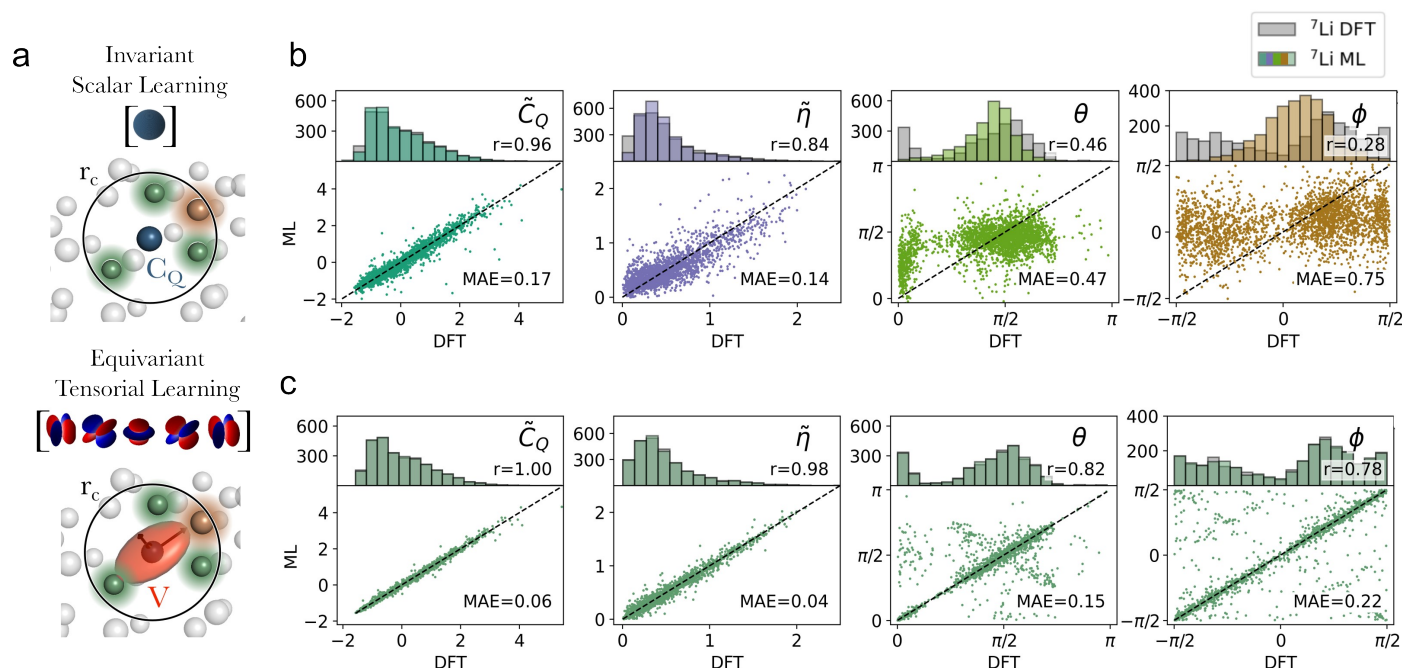 a
Invariant
Scalar Learning
[ ]
r_c
C_Q
Equivariant
Tensorial Learning
[ ]
r_c
V
b
⁷Li DFT
⁷Li ML
600
300
C̃_Q
r=0.96
ML
4
2
0
−2
MAE=0.17
−2 0 2 4
DFT
600
300
η̃
r=0.84
2
1
0
MAE=0.14
0 1 2
DFT
600
300
θ
r=0.46
π
π/2
0
MAE=0.47
0 π/2 π
DFT
400
200
ϕ
r=0.28
π/2
0
−π/2
MAE=0.75
−π/2 0 π/2
DFT
c
600
300
C̃_Q
r=1.00
ML
4
2
0
−2
MAE=0.06
−2 0 2 4
DFT
600
300
η̃
r=0.98
2
1
0
MAE=0.04
0 1 2
DFT
600
300
θ
r=0.82
π
π/2
0
MAE=0.15
0 π/2 π
DFT
400
200
ϕ
r=0.78
π/2
0
−π/2
MAE=0.22
−π/2 0 π/2
DFT